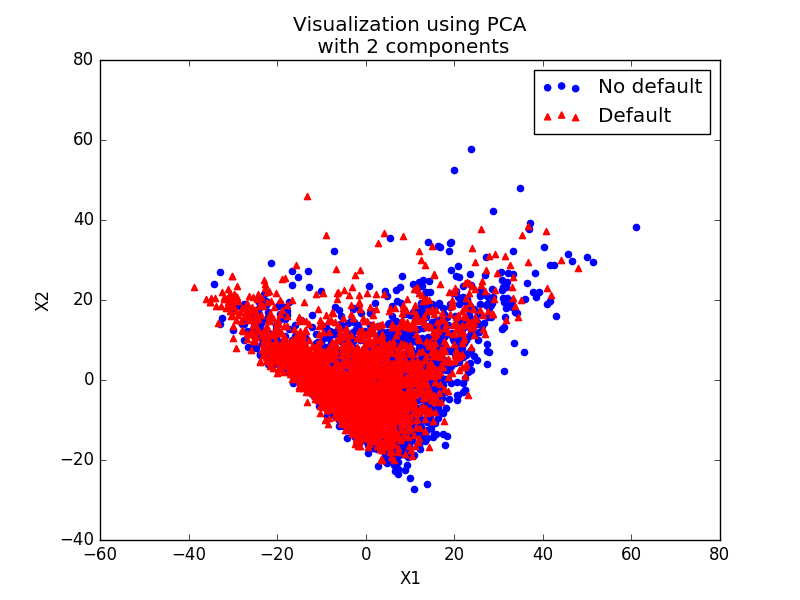 Visualization using PCA
with 2 components
No default
Default
80
60
40
20
0
−20
−40
X2
−60
−40
−20
0
20
40
60
80
X1